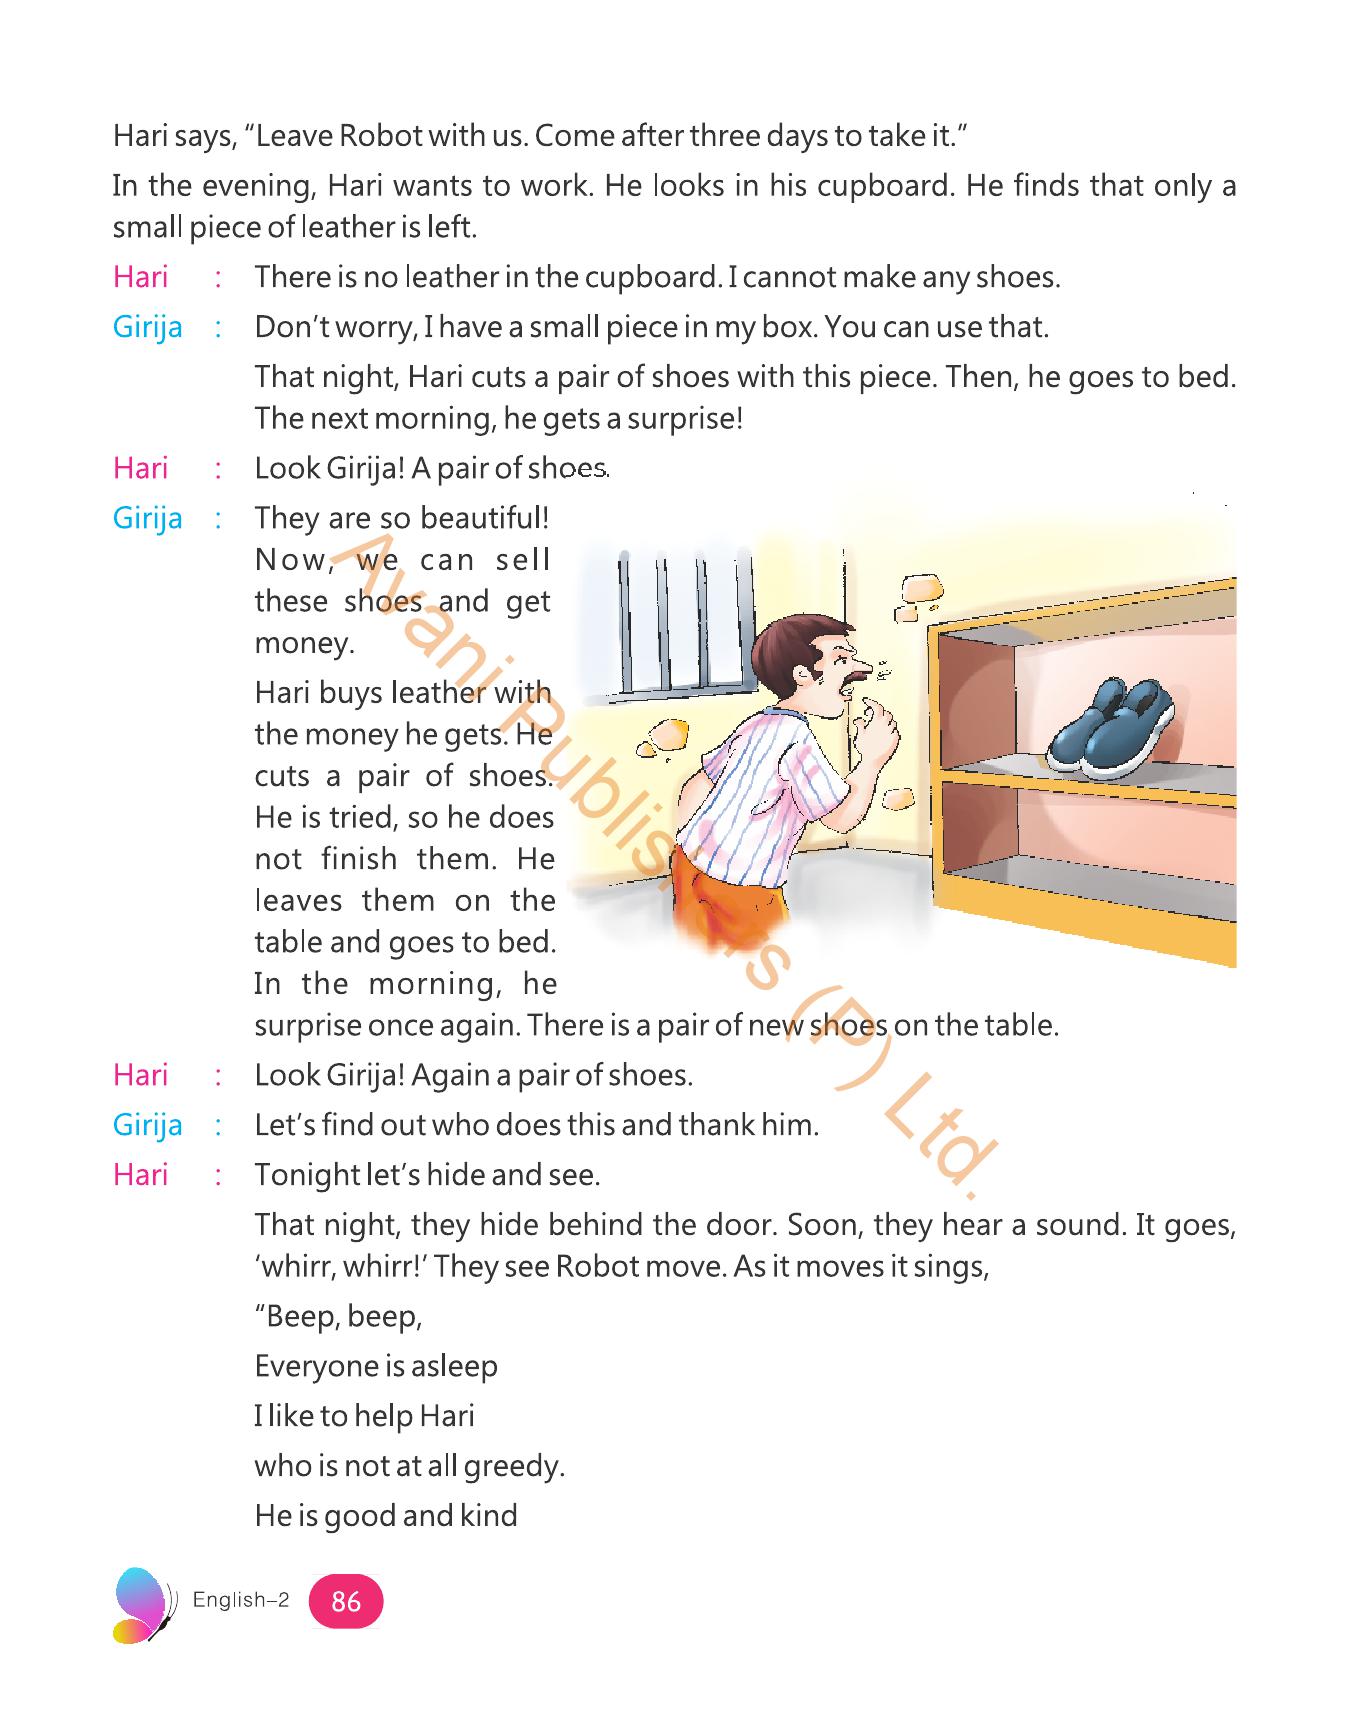 Hari says, “Leave Robot with us. Come after three days to take it.”
In the evening, Hari wants to work. He looks in his cupboard. He finds that only a
small piece of leather is left.
Hari : There is no leather in the cupboard. I cannot make any shoes.
Girija : Don’t worry, I have a small piece in my box. You can use that.
That night, Hari cuts a pair of shoes with this piece. Then, he goes to bed.
The next morning, he gets a surprise!
Hari : Look Girija! A pair of shoes.
Girija : They are so beautiful!
Now, we can sell
these shoes and get
money.
Hari buys leather with
the money he gets. He
cuts a pair of shoes.
He is tried, so he does
not finish them. He
leaves them on the
table and goes to bed.
In the morning, he
surprise once again. There is a pair of new shoes on the table.
Hari : Look Girija! Again a pair of shoes.
Girija : Let’s find out who does this and thank him.
Hari : Tonight let’s hide and see.
That night, they hide behind the door. Soon, they hear a sound. It goes,
‘whirr, whirr!’ They see Robot move. As it moves it sings,
“Beep, beep,
Everyone is asleep
I like to help Hari
who is not at all greedy.
He is good and kind
English–2 86
Avani Publishers (P) Ltd.